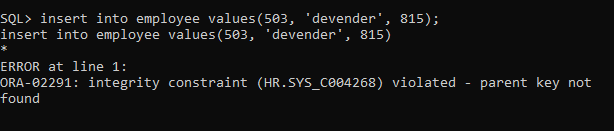 SQL> insert into employee values(503, 'devender', 815);
insert into employee values(503, 'devender', 815)
*
ERROR at line 1:
ORA-02291: integrity constraint (HR.SYS_C004268) violated - parent key not
found